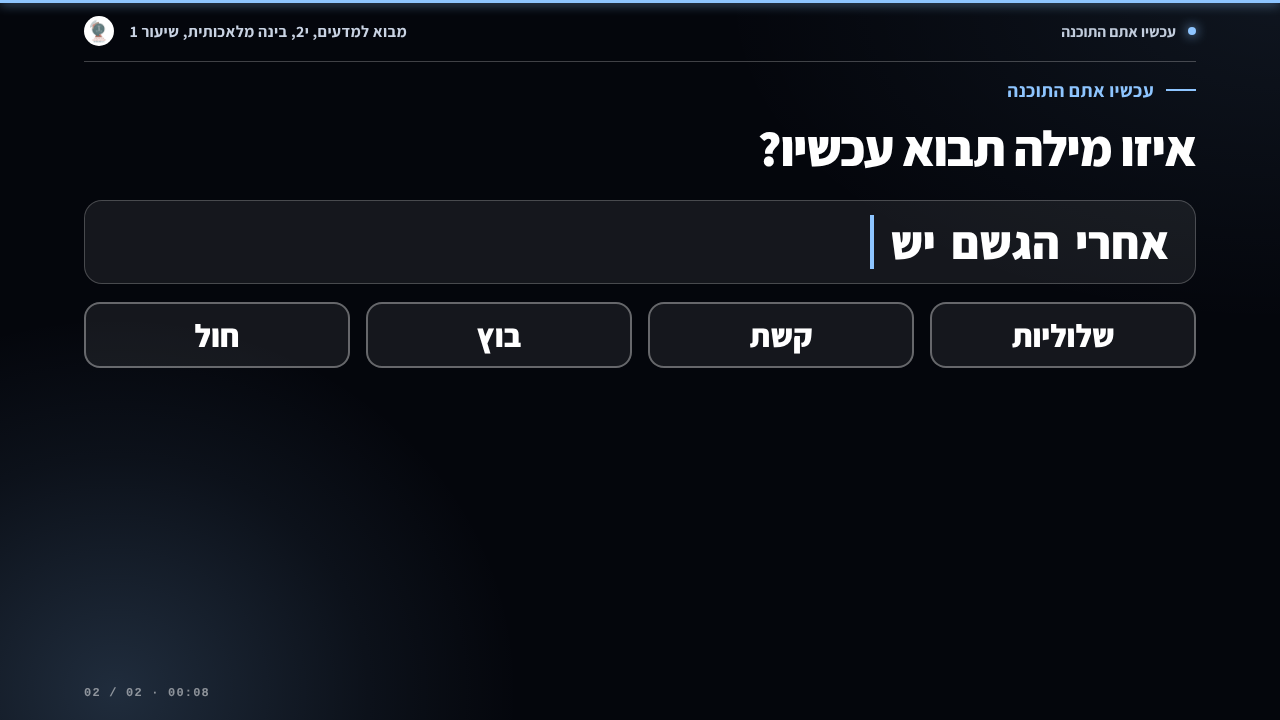 עכשיו אתם התוכנה
מבוא למדעים, י2, בינה מלאכותית, שיעור 1
עכשיו אתם התוכנה
איזו מילה תבוא עכשיו?
אחרי הגשם יש
שלוליות
קשת
בוץ
חול
02 / 02 · 00:08